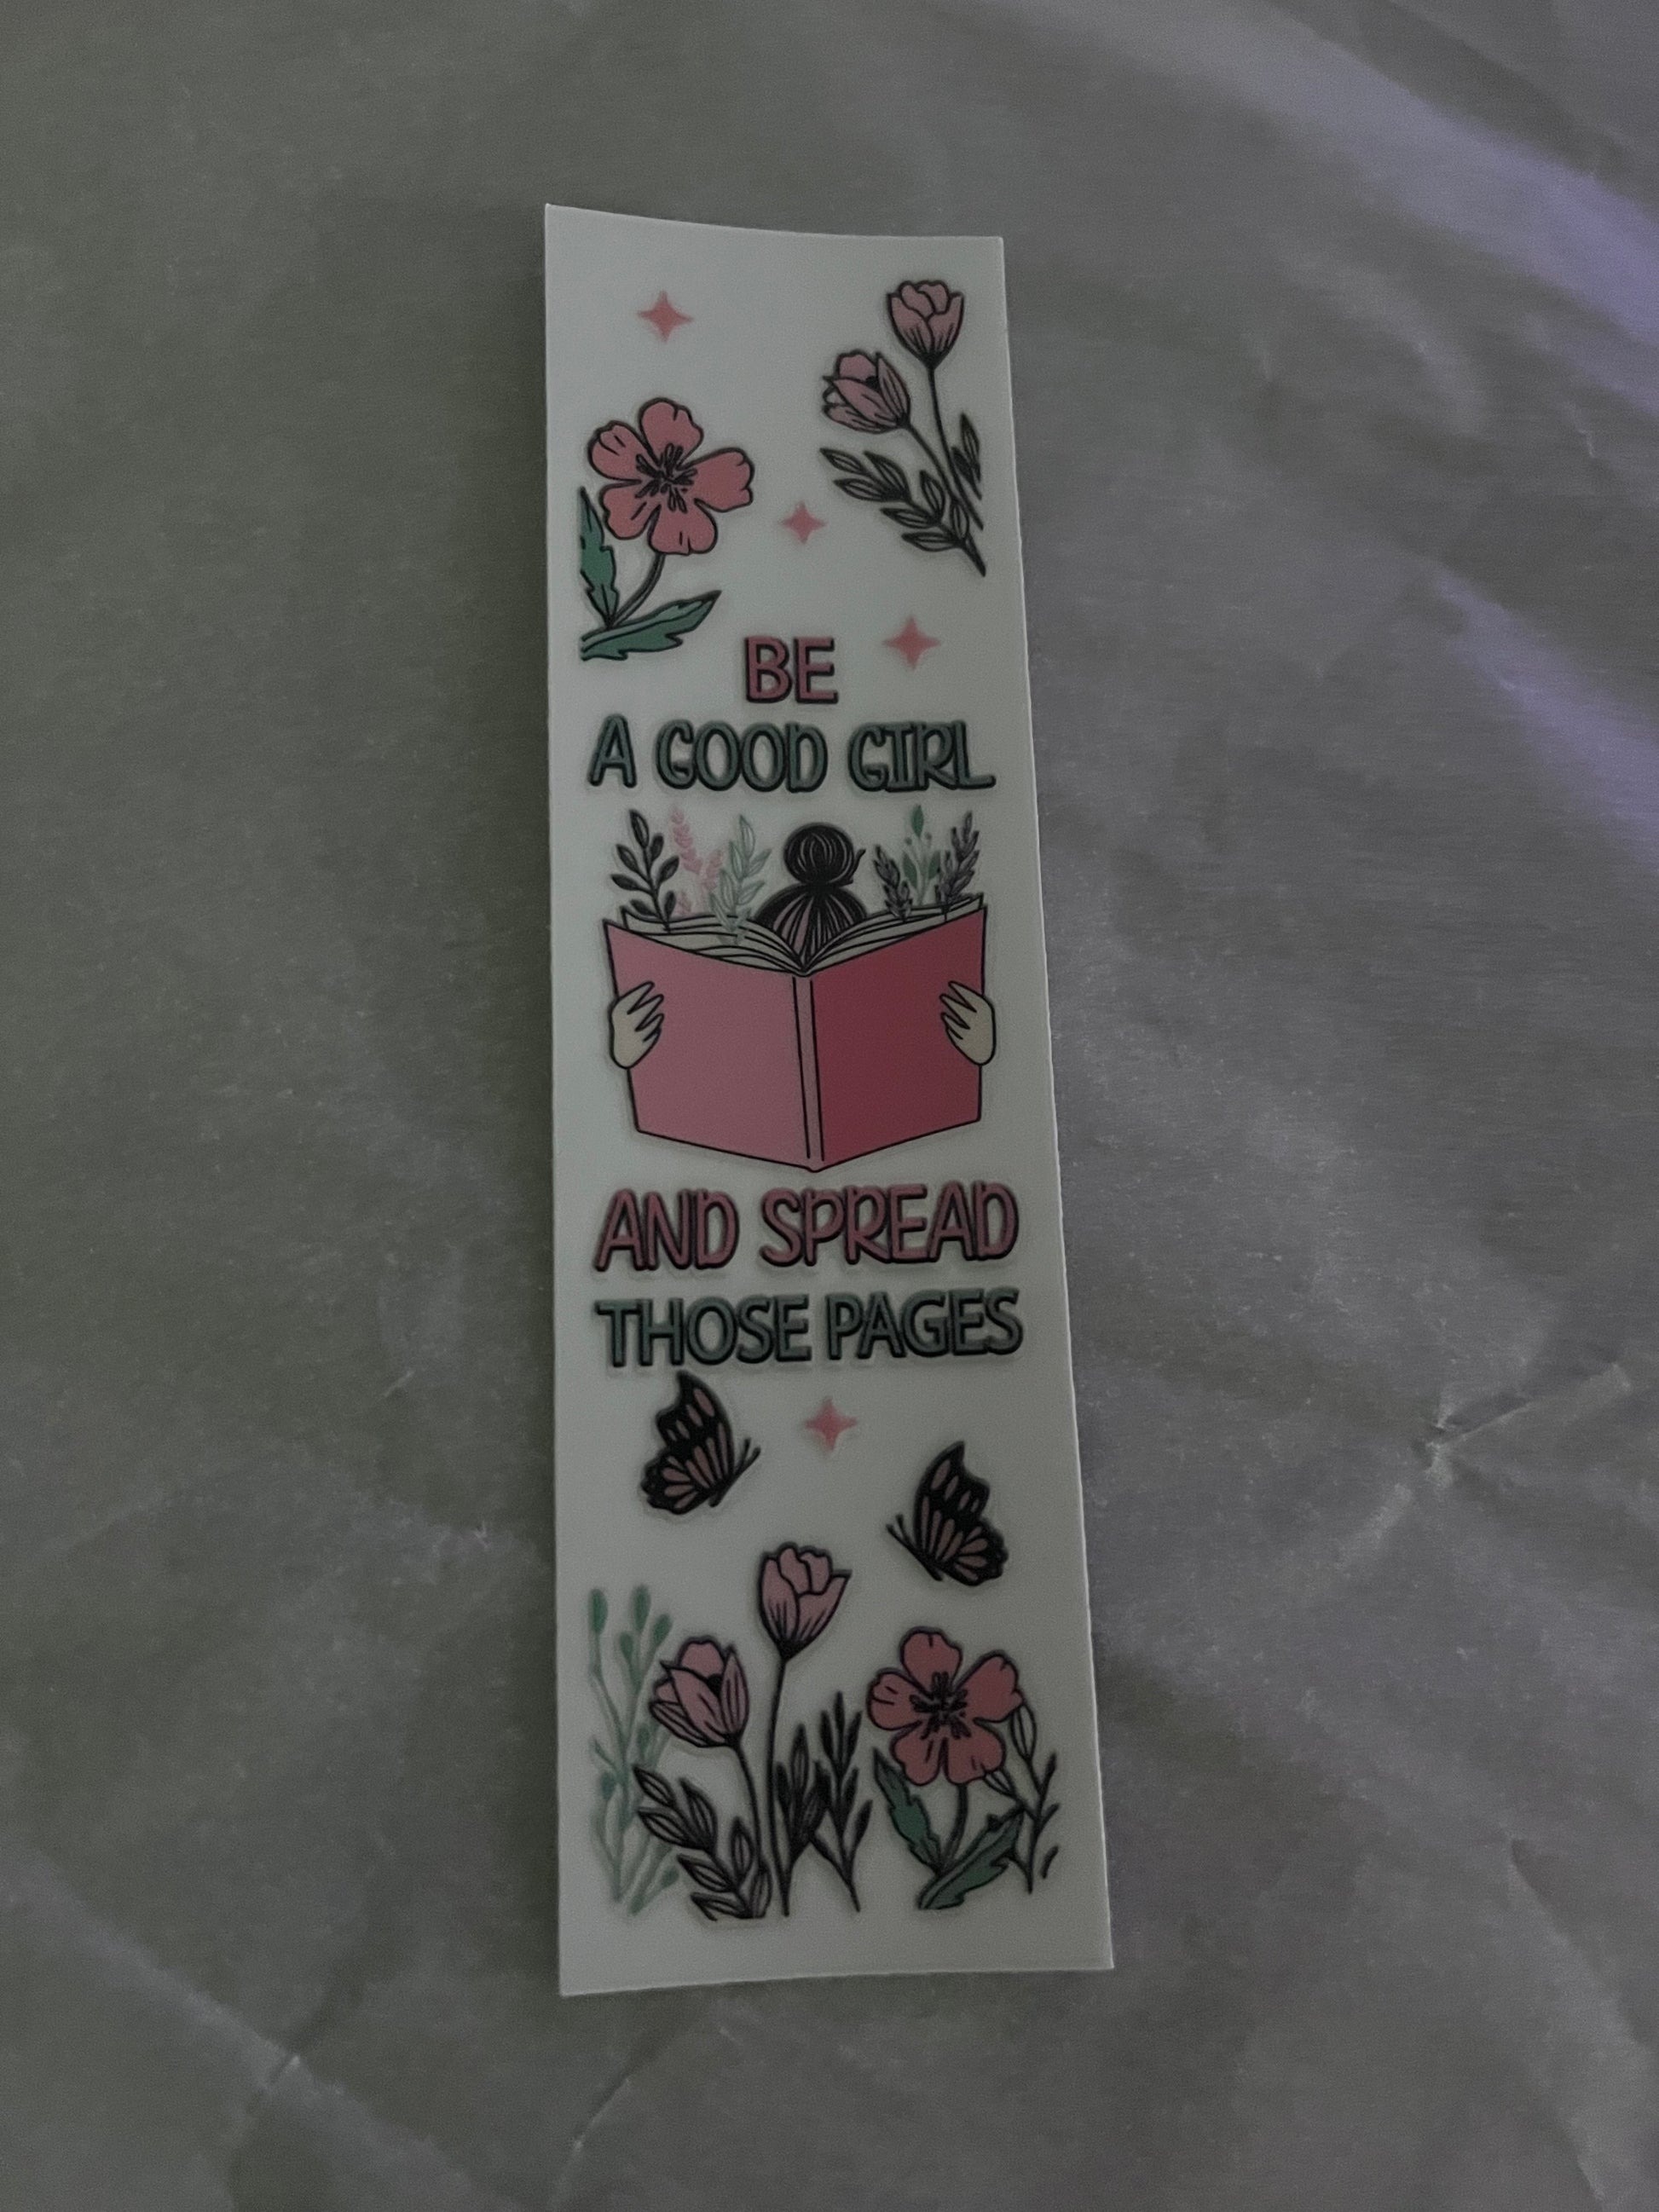 BE
A GOOD GIRL
AND SPREAD
THOSE PAGES